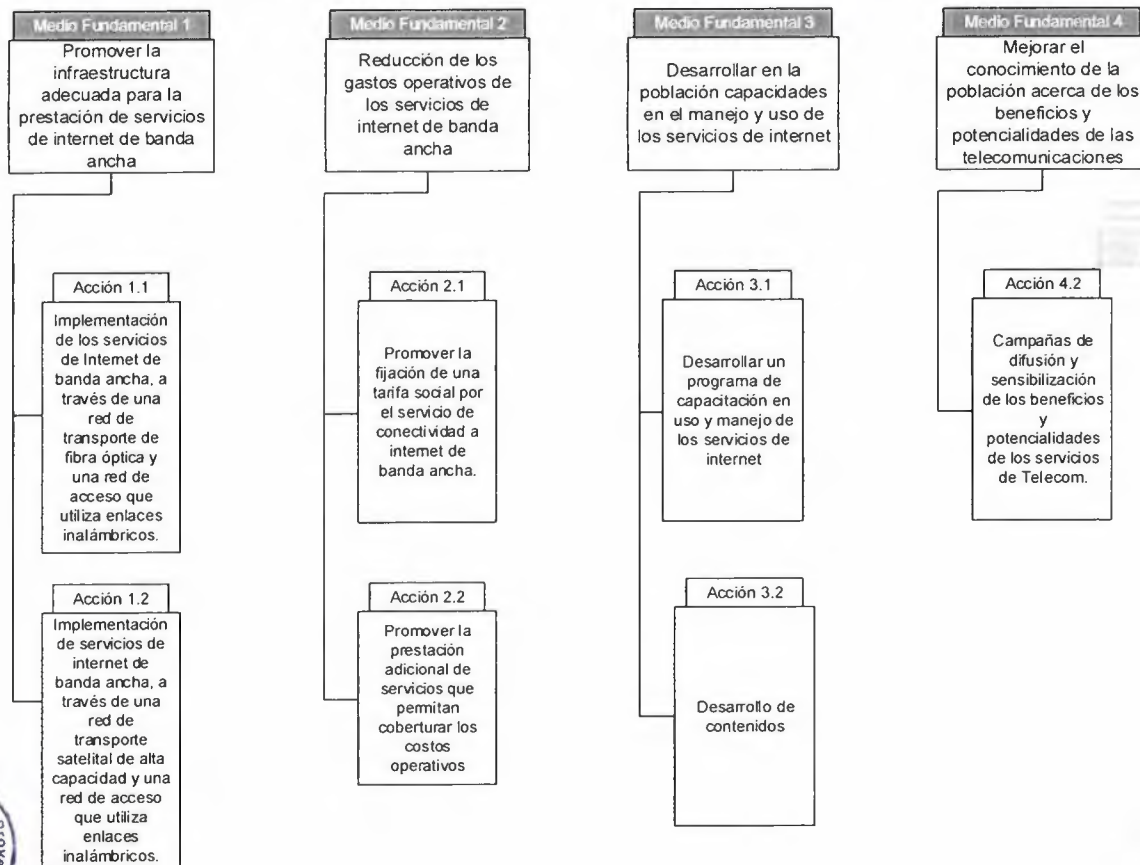 Medio Fundamental 1
Promover la
infraestructura
adecuada para la
prestación de servicios
de internet de banda
ancha
Medio Fundamental 2
Reducción de los
gastos operativos de
los servicios de
internet de banda
ancha
Medio Fundamental 3
Desarrollar en la
población capacidades
en el manejo y uso de
los servicios de internet
Medio Fundamental 4
Mejorar el
conocimiento de la
población acerca de los
beneficios y
potencialidades de las
telecomunicaciones
Acción 1.1
Implementación
de los servicios
de Internet de
banda ancha, a
través de una
red de
transporte de
fibra óptica y
una red de
acceso que
utiliza enlaces
inalámbricos.
Acción 2.1
Promover la
fijación de una
tarifa social por
el servicio de
conectividad a
internet de
banda ancha.
Acción 3.1
Desarrollar un
programa de
capacitación en
uso y manejo de
los servicios de
internet
Acción 4.2
Campañas de
difusión y
sensibilización
de los beneficios
y
potencialidades
de los servicios
de Telecom.
Acción 1.2
Implementación
de servicios de
internet de
banda ancha, a
través de una
red de
transporte
satelital de alta
capacidad y una
red de acceso
que utiliza
enlaces
inalámbricos.
Acción 2.2
Promover la
prestación
adicional de
servicios que
permitan
coberturar los
costos
operativos
Acción 3.2
Desarrollo de
contenidos